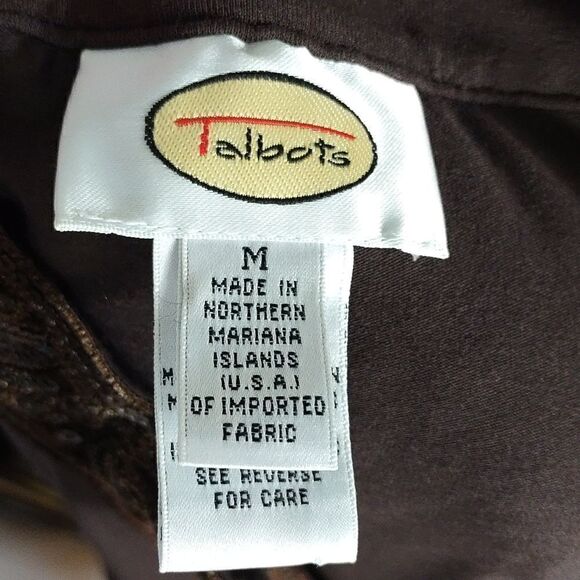 Talbots
M
MADE IN
NORTHERN
MARIANA
ISLANDS
(U.S.A.)
OF IMPORTED
FABRIC
SEE REVERSE
FOR CARE